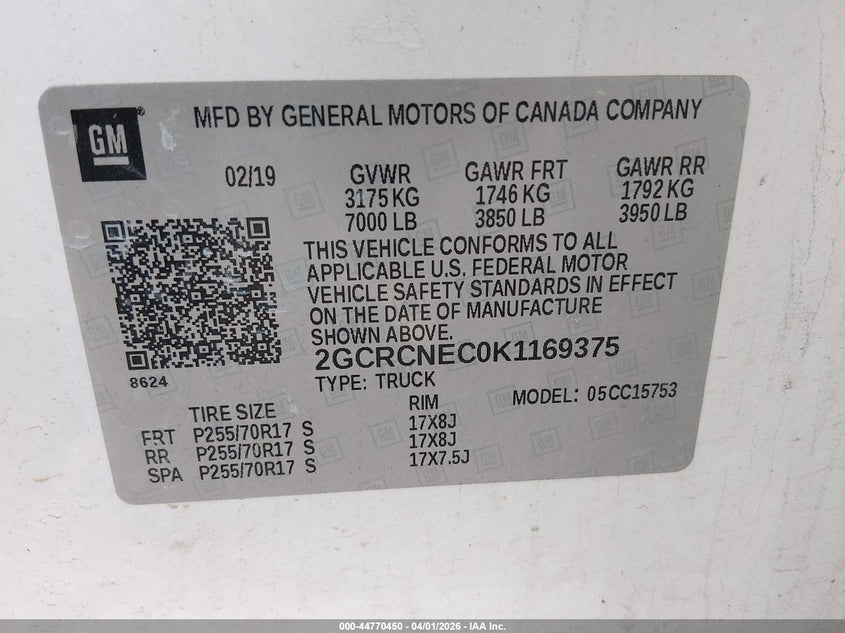 GM
MFD BY GENERAL MOTORS OF CANADA COMPANY
02/19 GVWR GAWR FRT GAWR RR
3175 KG 1746 KG 1792 KG
7000 LB 3850 LB 3950 LB
THIS VEHICLE CONFORMS TO ALL
APPLICABLE U.S. FEDERAL MOTOR
VEHICLE SAFETY STANDARDS IN EFFECT
ON THE DATE OF MANUFACTURE
SHOWN ABOVE.
2GCRCNEC0K1169375
8624
TYPE: TRUCK MODEL: 05CC15753
TIRE SIZE RIM
FRT P255/70R17 S 17X8J
RR P255/70R17 S 17X8J
SPA P255/70R17 S 17X7.5J
000-44770450 - 04/01/2026 - IAA Inc.